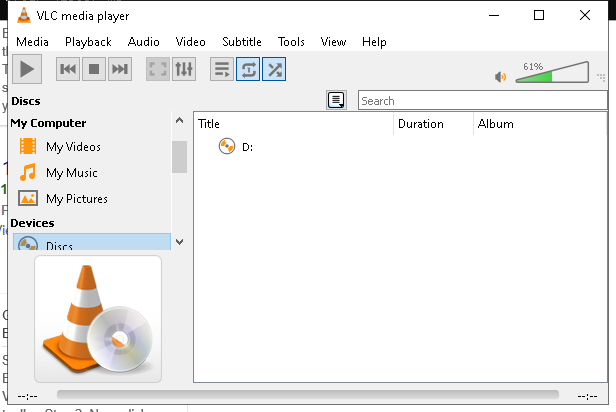 VLC media player
Media Playback Audio Video Subtitle Tools View Help
61%
Discs
Search
My Computer
Title Duration Album
D:
My Videos
My Music
My Pictures
Devices
Discs
--:-- --:--